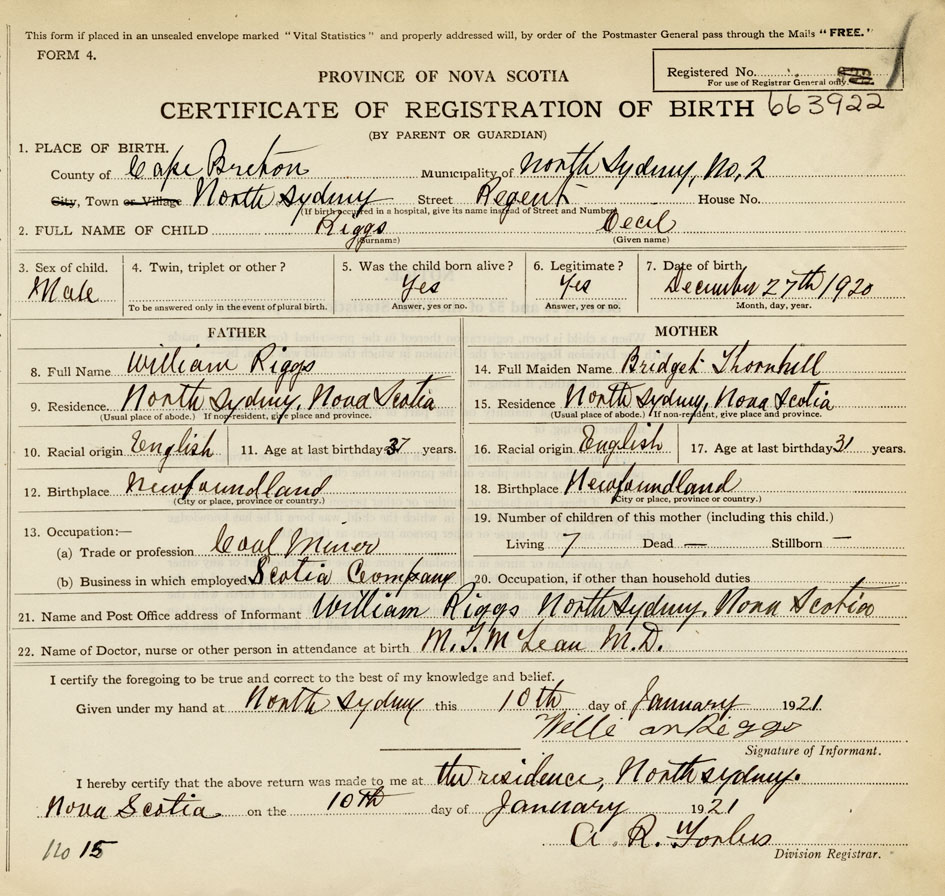 This form if placed in an unsealed envelope marked "Vital Statistics" and properly addressed will, by order of the Postmaster General pass through the Mails "FREE."
FORM 4.
Registered No.
For use of Registrar General only.
PROVINCE OF NOVA SCOTIA
CERTIFICATE OF REGISTRATION OF BIRTH 663922
(BY PARENT OR GUARDIAN)
1. PLACE OF BIRTH.
County of Cape Breton Municipality of North Sydney, No, 2
City, Town or Village North Sydney Street Regent House No.
(If birth occurred in a hospital, give its name instead of Street and Number)
2. FULL NAME OF CHILD Riggs Cecil
(Surname) (Given name)
3. Sex of child. 4. Twin, triplet or other? 5. Was the child born alive? 6. Legitimate? 7. Date of birth
Male Yes Yes December 27th 1920
To be answered only in the event of plural birth. Answer, yes or no. Answer, yes or no. Month, day, year.
FATHER MOTHER
8. Full Name William Riggs 14. Full Maiden Name Bridget Thornhill
9. Residence North Sydney, Nova Scotia 15. Residence North Sydney, Nova Scotia
(Usual place of abode.) If non-resident, give place and province. (Usual place of abode.) If non-resident, give place and province.
10. Racial origin English 11. Age at last birthday 37 years. 16. Racial origin English 17. Age at last birthday 31 years.
12. Birthplace Newfoundland 18. Birthplace Newfoundland
(City or place, province or country.) (City or place, province or country.)
13. Occupation:— 19. Number of children of this mother (including this child.)
(a) Trade or profession Coal Miner Living 7 Dead — Stillborn —
(b) Business in which employed Scotia Company 20. Occupation, if other than household duties
21. Name and Post Office address of Informant William Riggs North Sydney, Nova Scotia
22. Name of Doctor, nurse or other person in attendance at birth M. T. McLean M.D.
I certify the foregoing to be true and correct to the best of my knowledge and belief.
Given under my hand at North Sydney this 10th day of January 1921
Willi am Riggs
Signature of Informant.
I hereby certify that the above return was made to me at the residence, North Sydney.
Nova Scotia on the 10th day of January 1921
A. R. Forbes
Division Registrar.
No 15